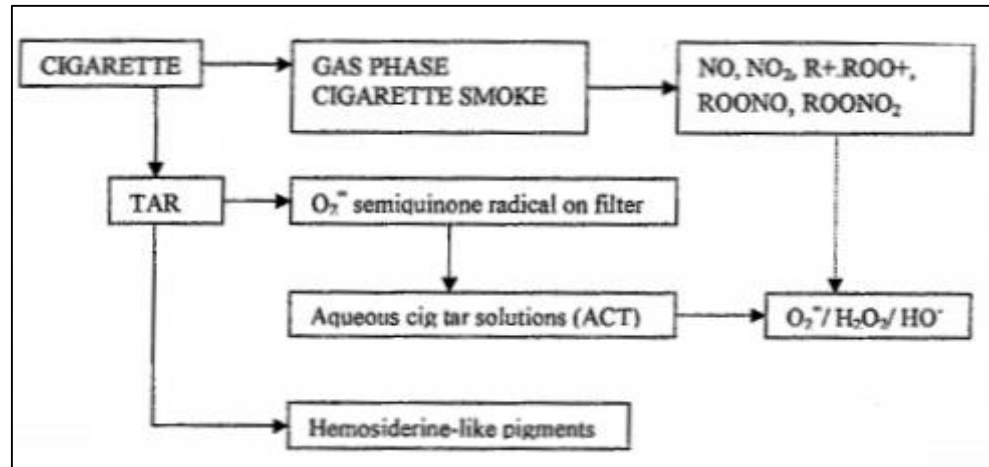 CIGARETTE
GAS PHASE
CIGARETTE SMOKE
NO, NO₂, R+.ROO+,
ROONO, ROONO₂
TAR
O₂⁻ semiquinone radical on filter
Aqueous cig tar solutions (ACT)
O₂⁻/ H₂O₂/ HO⁻
Hemosiderine-like pigments